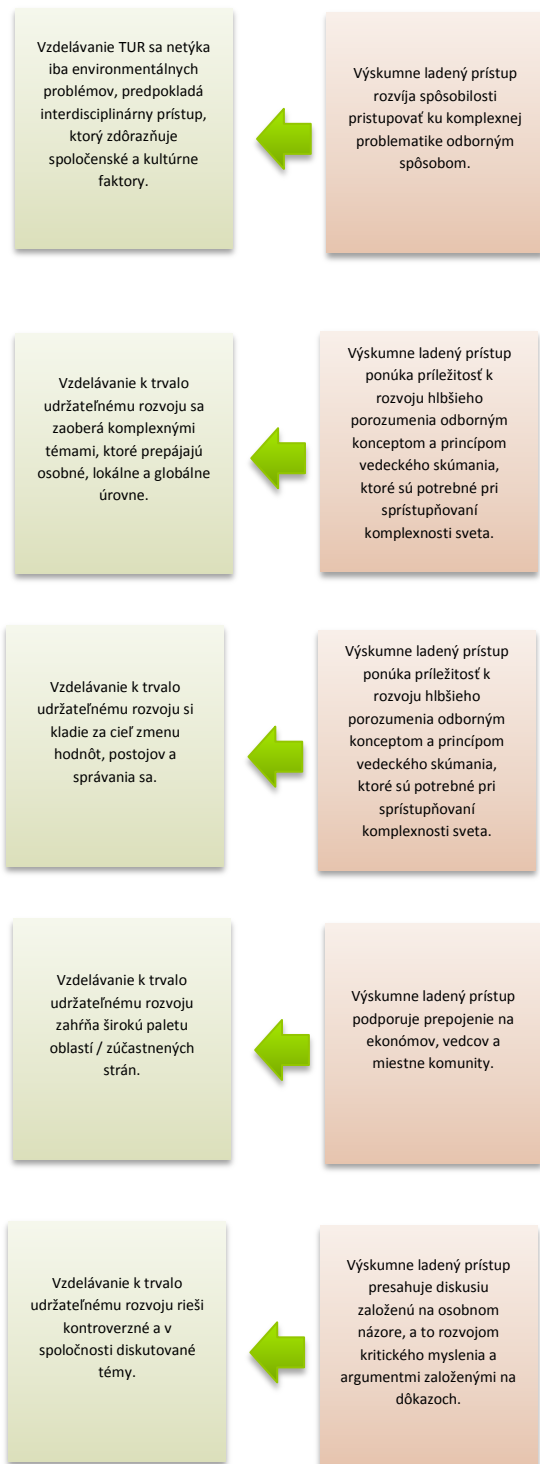 Vzdelávanie TUR sa netýka
iba environmentálnych
problémov, predpokladá
interdisciplinárny prístup,
ktorý zdôrazňuje
spoločenské a kultúrne
faktory.
Výskumne ladený prístup
rozvíja spôsobilosti
pristupovať ku komplexnej
problematike odborným
spôsobom.
Vzdelávanie k trvalo
udržateľnému rozvoju sa
zaoberá komplexnými
témami, ktoré prepájajú
osobné, lokálne a globálne
úrovne.
Výskumne ladený prístup
ponúka príležitosť k
rozvoju hlbšieho
porozumenia odborným
konceptom a princípom
vedeckého skúmania,
ktoré sú potrebné pri
sprístupňovaní
komplexnosti sveta.
Vzdelávanie k trvalo
udržateľnému rozvoju si
kladie za cieľ zmenu
hodnôt, postojov a
správania sa.
Výskumne ladený prístup
ponúka príležitosť k
rozvoju hlbšieho
porozumenia odborným
konceptom a princípom
vedeckého skúmania,
ktoré sú potrebné pri
sprístupňovaní
komplexnosti sveta.
Vzdelávanie k trvalo
udržateľnému rozvoju
zahŕňa širokú paletu
oblastí / zúčastnených
strán.
Výskumne ladený prístup
podporuje prepojenie na
ekonómov, vedcov a
miestne komunity.
Vzdelávanie k trvalo
udržateľnému rozvoju rieši
kontroverzné a v
spoločnosti diskutované
témy.
Výskumne ladený prístup
presahuje diskusiu
založenú na osobnom
názore, a to rozvojom
kritického myslenia a
argumentmi založenými na
dôkazoch.